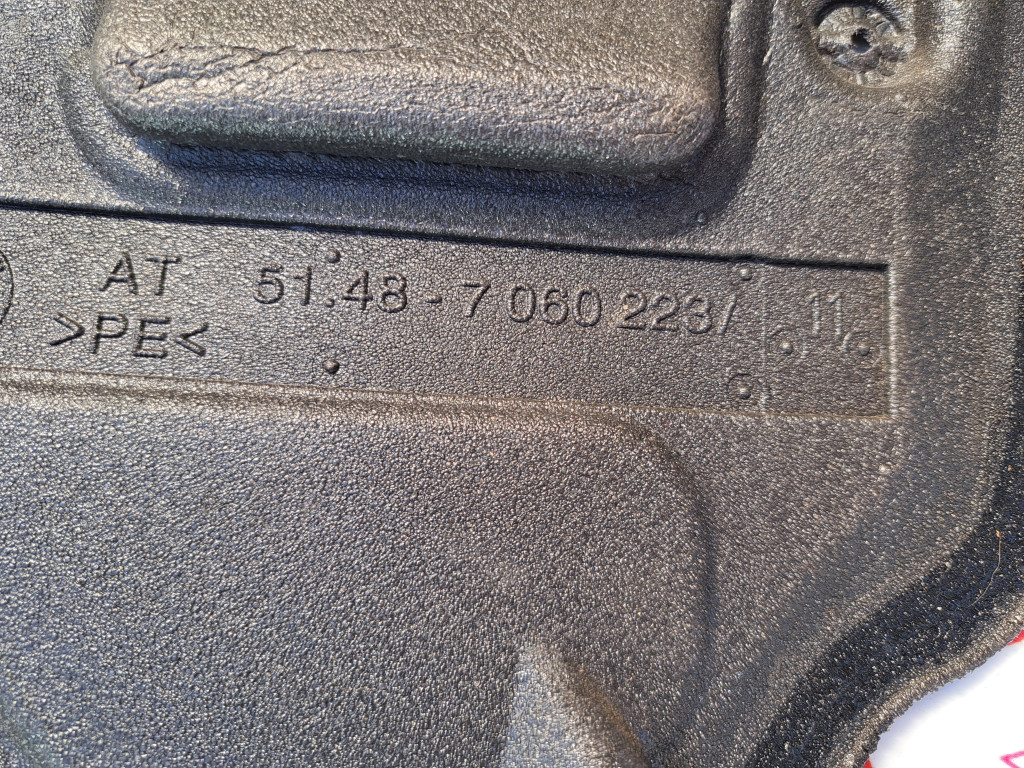 AT 51.48 - 7 060 223/ 11
>PE<